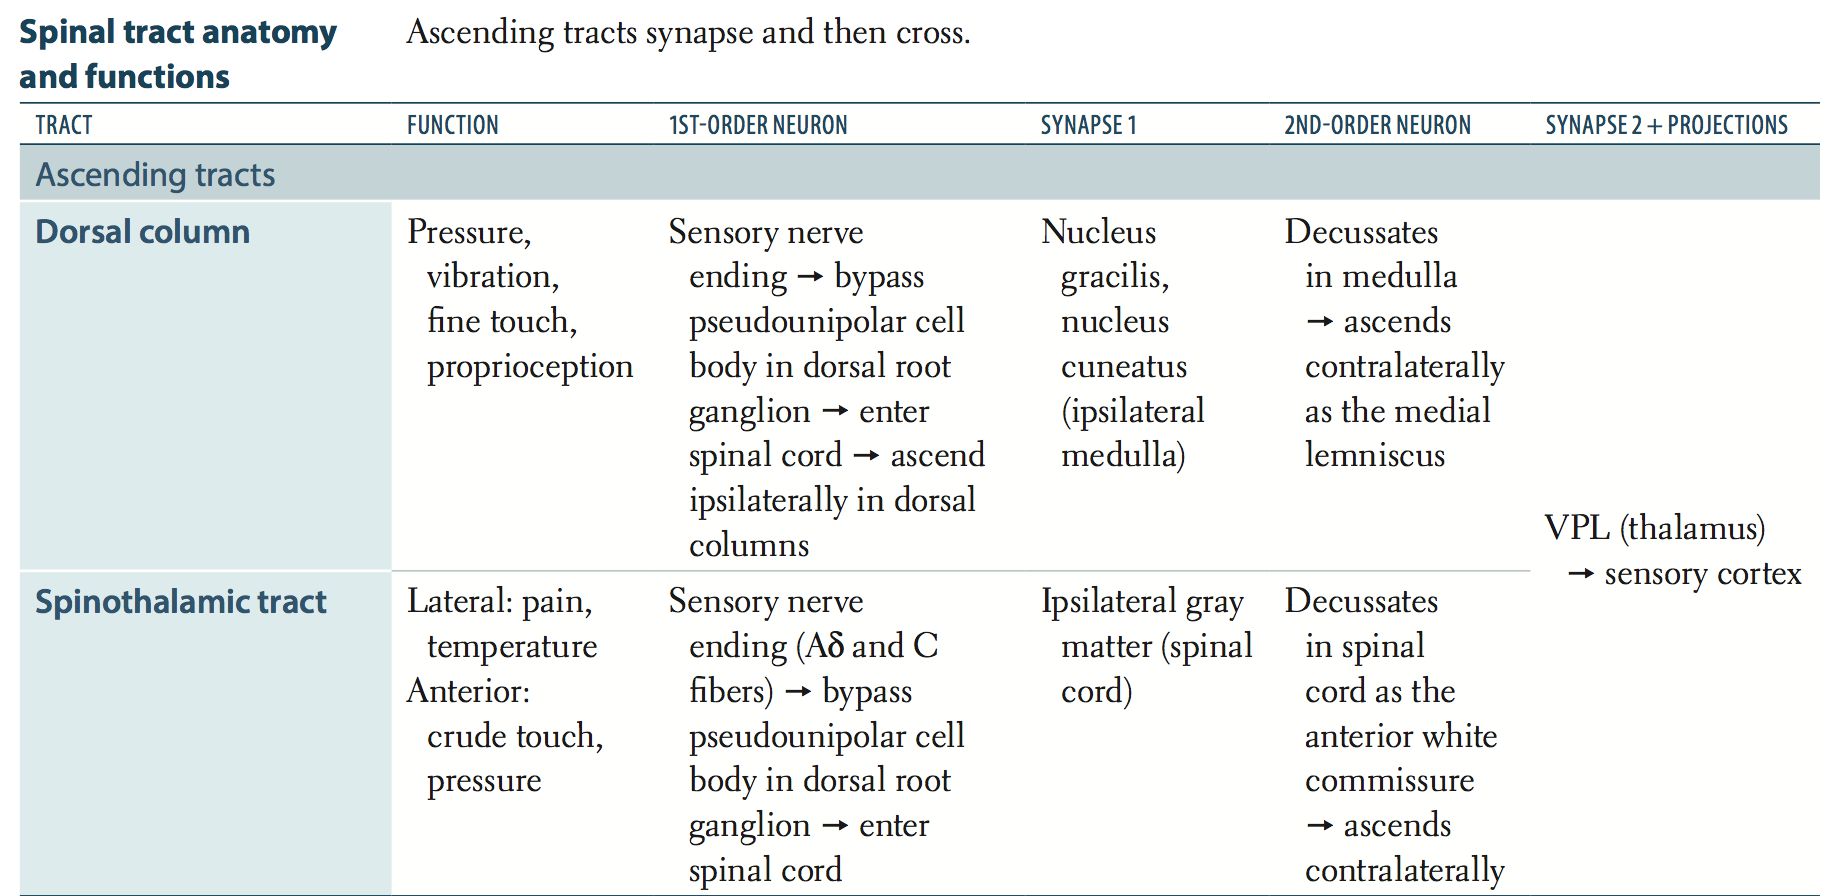 Spinal tract anatomy
and functions
Ascending tracts synapse and then cross.
TRACT
FUNCTION
1ST-ORDER NEURON
SYNAPSE 1
2ND-ORDER NEURON
SYNAPSE 2 + PROJECTIONS
Ascending tracts
Dorsal column
Pressure,
vibration,
fine touch,
proprioception
Sensory nerve
ending → bypass
pseudounipolar cell
body in dorsal root
ganglion → enter
spinal cord → ascend
ipsilaterally in dorsal
columns
Nucleus
gracilis,
nucleus
cuneatus
(ipsilateral
medulla)
Decussates
in medulla
→ ascends
contralaterally
as the medial
lemniscus
VPL (thalamus)
→ sensory cortex
Spinothalamic tract
Lateral: pain,
temperature
Anterior:
crude touch,
pressure
Sensory nerve
ending (Aδ and C
fibers) → bypass
pseudounipolar cell
body in dorsal root
ganglion → enter
spinal cord
Ipsilateral gray
matter (spinal
cord)
Decussates
in spinal
cord as the
anterior white
commissure
→ ascends
contralaterally